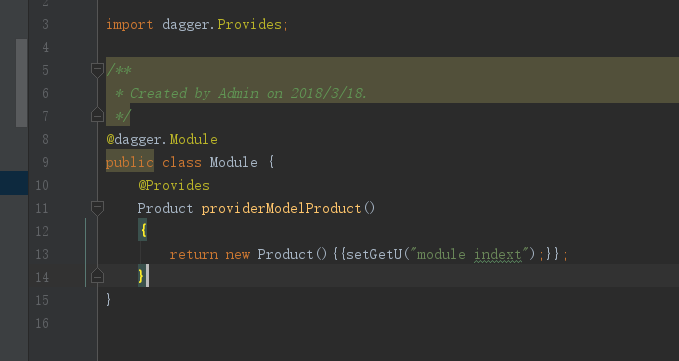 3 import dagger.Provides;
4
5 /**
6 * Created by Admin on 2018/3/18.
7 */
8 @dagger.Module
9 public class Module {
10 @Provides
11 Product providerModelProduct()
12 {
13 return new Product(){{setGetU("module indext");}};
14 }
15 }
16